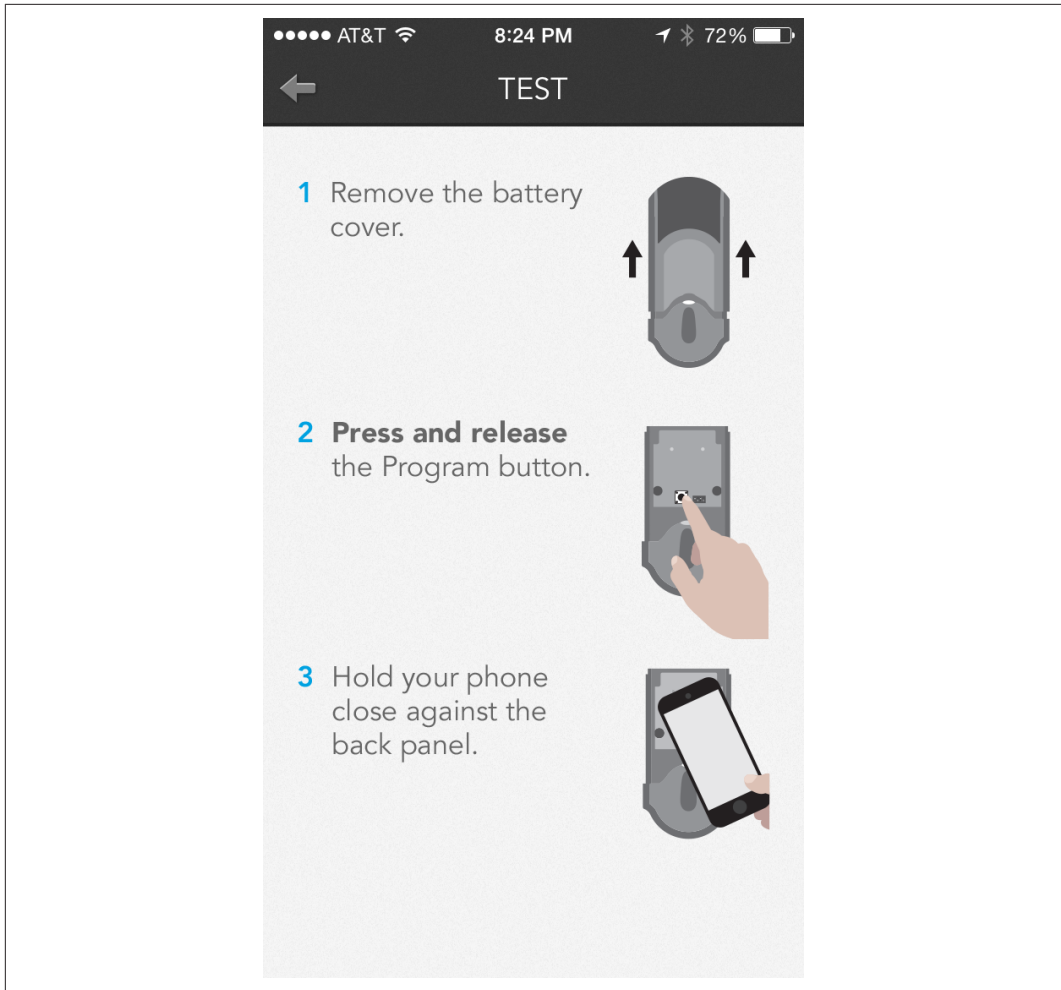 AT&T 8:24 PM 72%
TEST
1 Remove the battery
cover.
2 Press and release
the Program button.
3 Hold your phone
close against the
back panel.